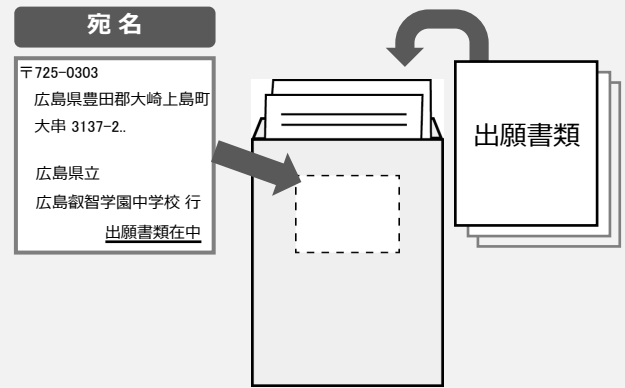 宛名
〒725-0303
広島県豊田郡大崎上島町
大串 3137-2..
広島県立
広島叡智学園中学校 行
出願書類在中
出願書類